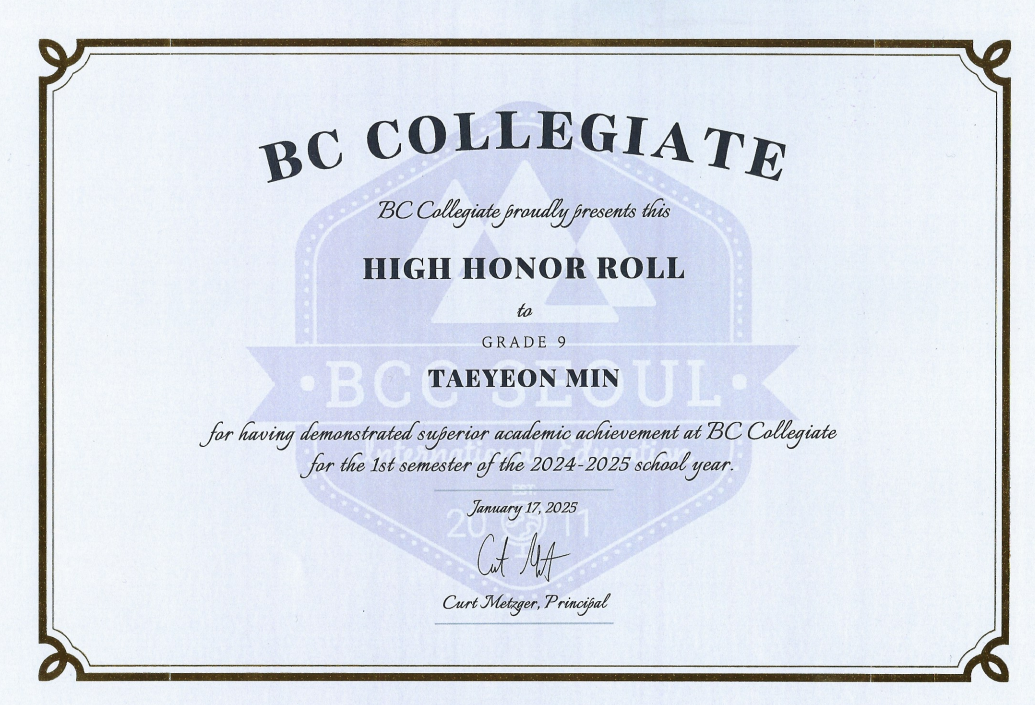 BC COLLEGIATE
BC Collegiate proudly presents this
HIGH HONOR ROLL
to
GRADE 9
BCC SEOUL
TAEYEON MIN
for having demonstrated superior academic achievement at BC Collegiate
International Education
for the 1st semester of the 2024-2025 school year.
EST
January 17, 2025
20 11
Curt Metzger, Principal